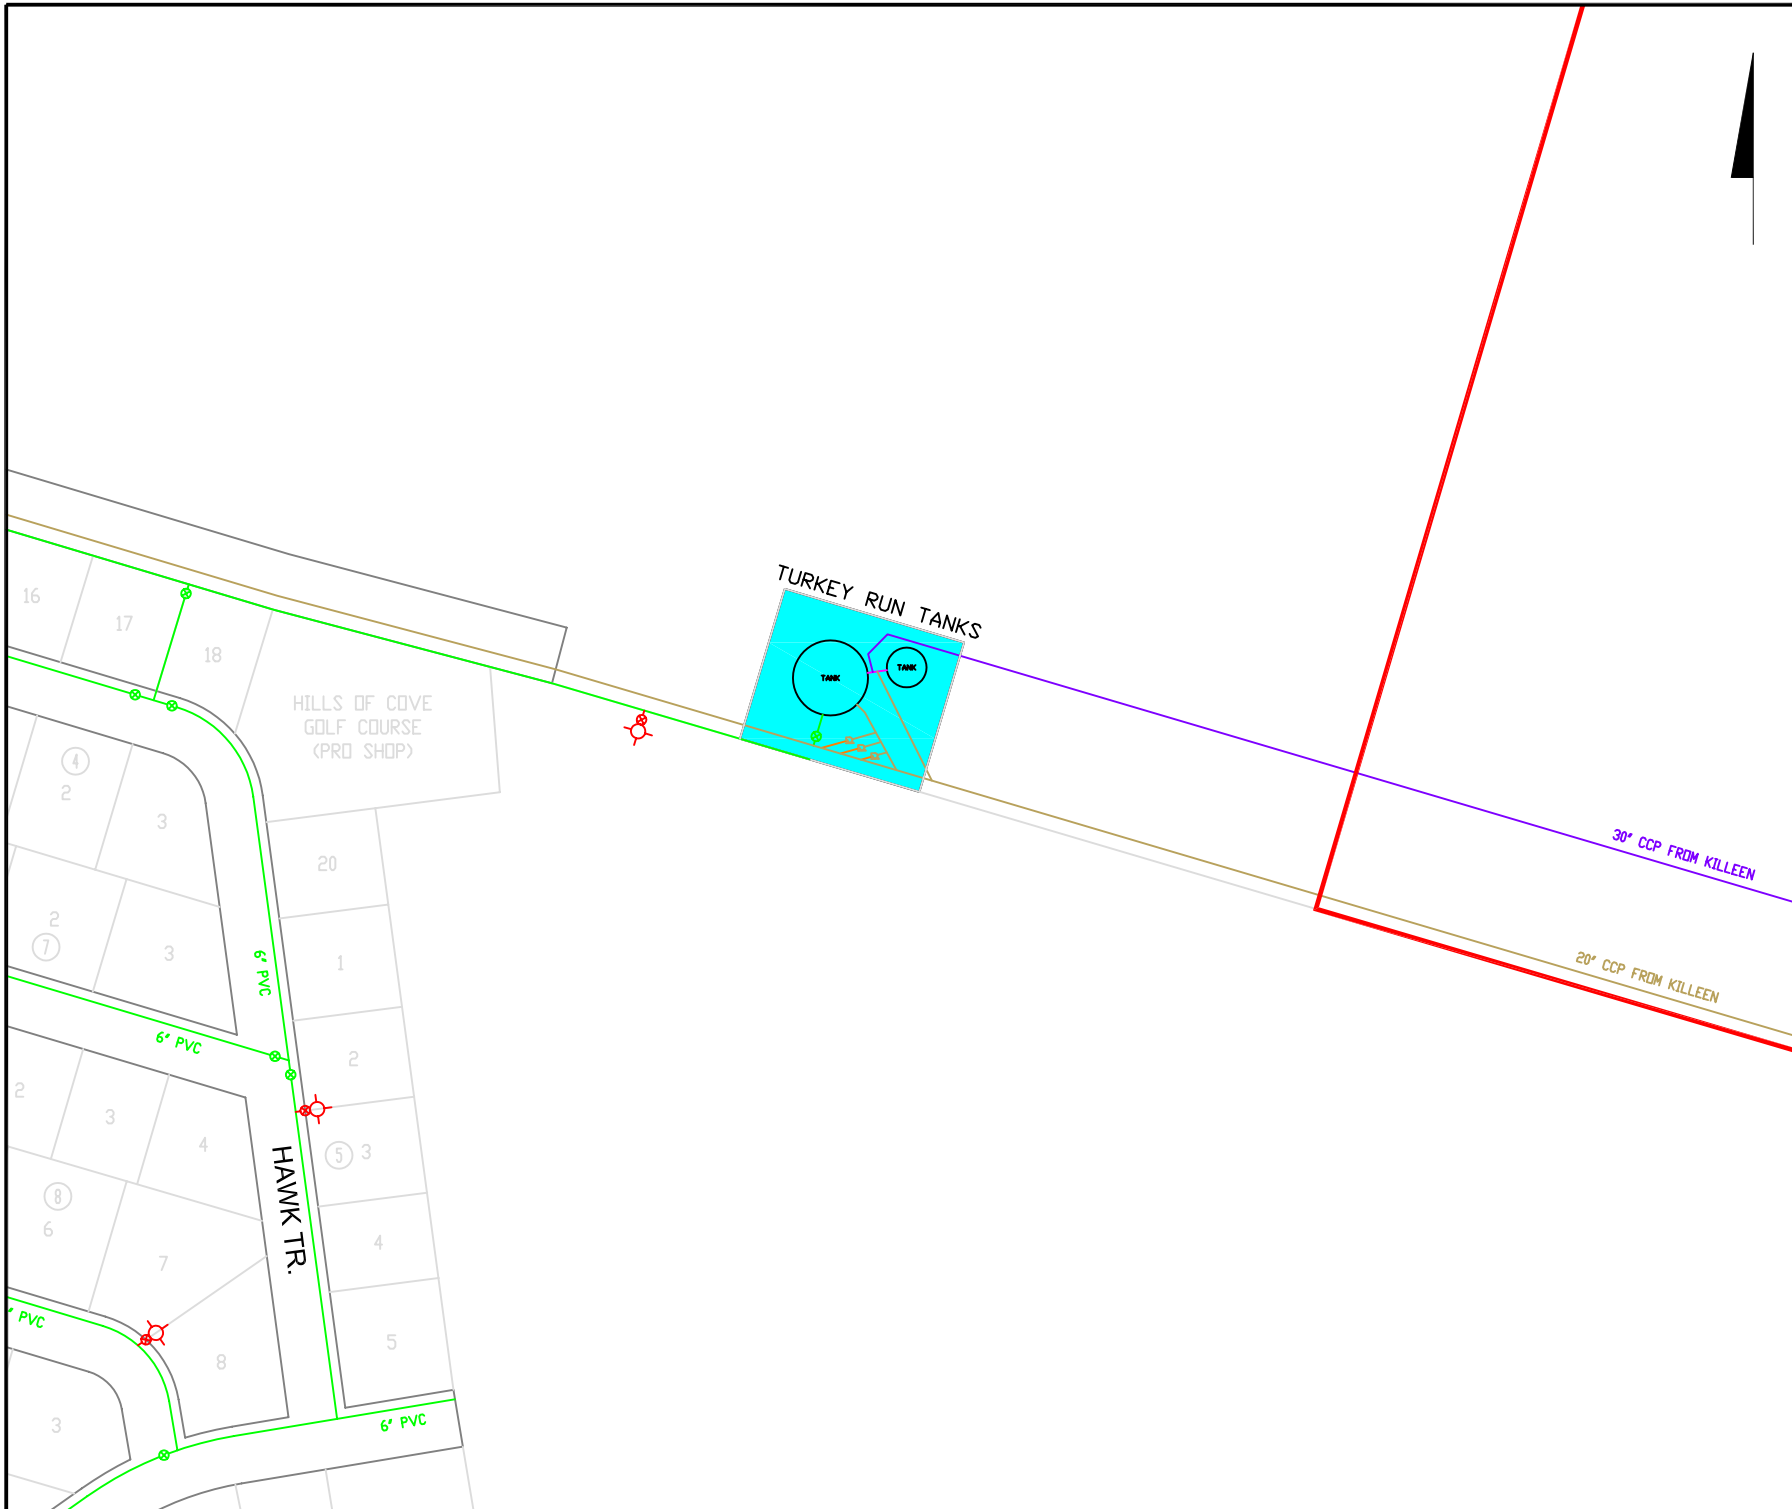 TURKEY RUN TANKS
TANK
TANK
16
17
18
HILLS OF COVE
GOLF COURSE
(PRO SHOP)
4
2
3
30" CCP FROM KILLEEN
20
2
7
3
1
6" PVC
20" CCP FROM KILLEEN
6" PVC
2
2
3
4
5
3
HAWK TR.
8
6
7
4
" PVC
5
8
3
6" PVC